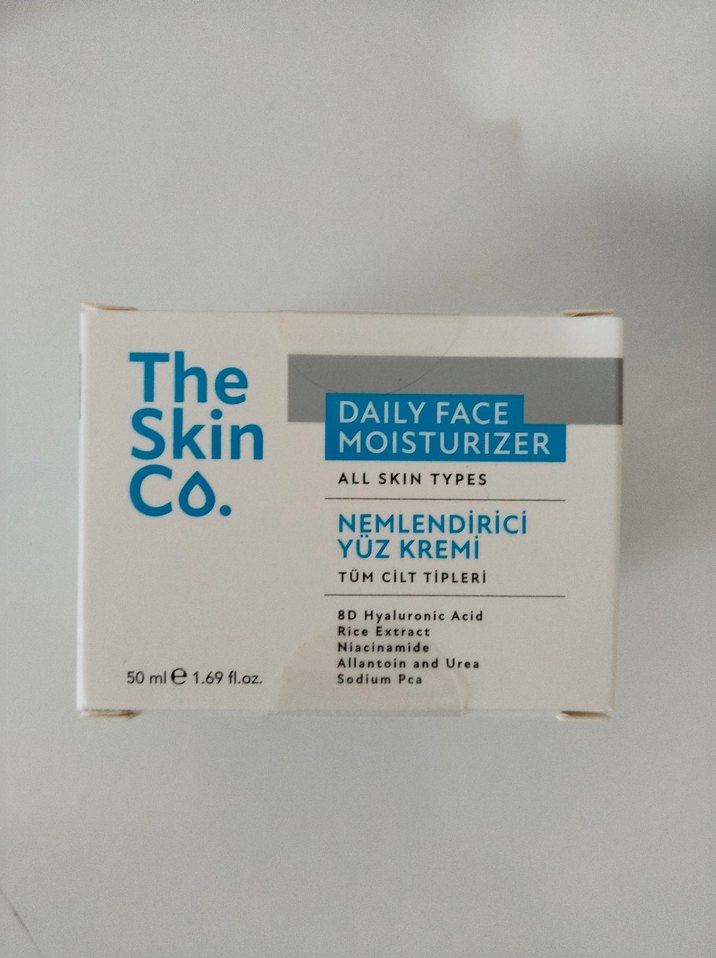 The
Skin
Co.
DAILY FACE
MOISTURIZER
ALL SKIN TYPES
NEMLENDİRİCİ
YÜZ KREMİ
TÜM CİLT TİPLERİ
8D Hyaluronic Acid
Rice Extract
Niacinamide
Allantoin and Urea
Sodium Pca
50 ml ℮ 1.69 fl.oz.